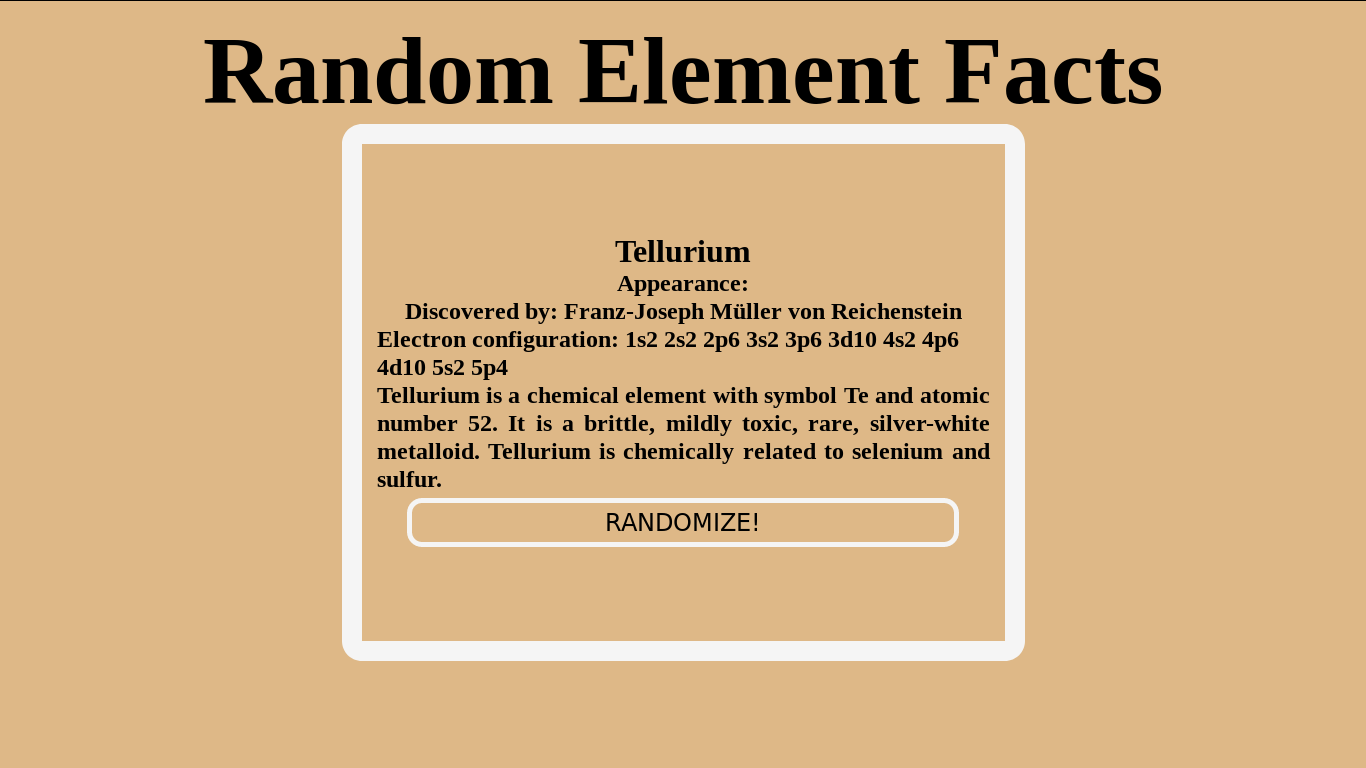 Random Element Facts
Tellurium
Appearance:
Discovered by: Franz-Joseph Müller von Reichenstein
Electron configuration: 1s2 2s2 2p6 3s2 3p6 3d10 4s2 4p6
4d10 5s2 5p4
Tellurium is a chemical element with symbol Te and atomic
number 52. It is a brittle, mildly toxic, rare, silver-white
metalloid. Tellurium is chemically related to selenium and
sulfur.
RANDOMIZE!